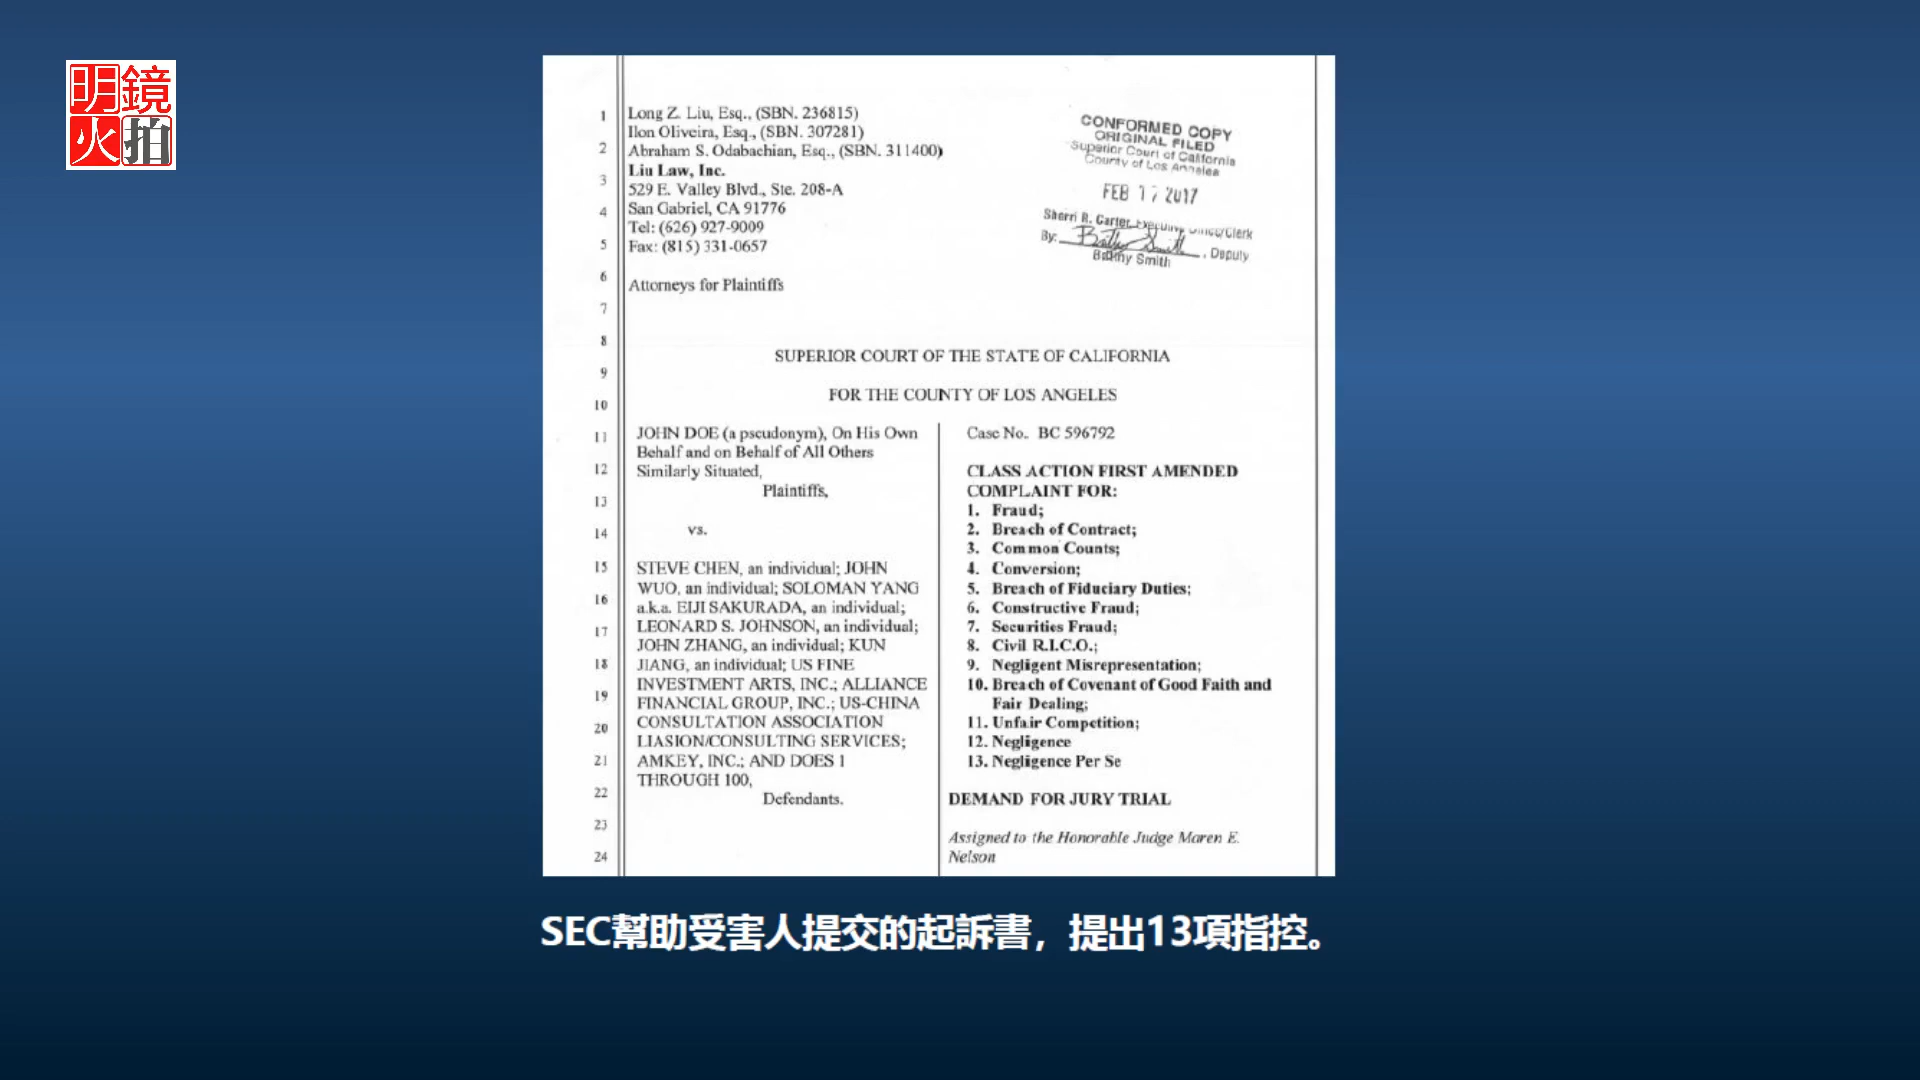 明鏡
火拍
1 Long Z. Liu, Esq., (SBN. 236815)
Ilon Oliveira, Esq., (SBN. 307281)
2 Abraham S. Odabachian, Esq., (SBN. 311400)
Liu Law, Inc.
3 529 E. Valley Blvd., Ste. 208-A
4 San Gabriel, CA 91776
Tel: (626) 927-9009
5 Fax: (815) 331-0657
6 Attorneys for Plaintiffs
7
8
CONFORMED COPY
ORIGINAL FILED
Superior Court of California
County of Los Angeles
FEB 17 2017
Sherri R. Carter, Executive Officer/Clerk
By: , Deputy
Smith
SUPERIOR COURT OF THE STATE OF CALIFORNIA
9
FOR THE COUNTY OF LOS ANGELES
10
11 JOHN DOE (a pseudonym), On His Own
Behalf and on Behalf of All Others
12 Similarly Situated,
Plaintiffs,
13
14 vs.
15 STEVE CHEN, an individual; JOHN
WUO, an individual; SOLOMAN YANG
16 a.k.a. EIJI SAKURADA, an individual;
17 LEONARD S. JOHNSON, an individual;
JOHN ZHANG, an individual; KUN
18 JIANG, an individual; US FINE
INVESTMENT ARTS, INC.; ALLIANCE
19 FINANCIAL GROUP, INC.; US-CHINA
20 CONSULTATION ASSOCIATION
LIASION/CONSULTING SERVICES;
21 AMKEY, INC.; AND DOES 1
THROUGH 100,
22 Defendants.
23
24
Case No. BC 596792
CLASS ACTION FIRST AMENDED
COMPLAINT FOR:
1. Fraud;
2. Breach of Contract;
3. Common Counts;
4. Conversion;
5. Breach of Fiduciary Duties;
6. Constructive Fraud;
7. Securities Fraud;
8. Civil R.I.C.O.;
9. Negligent Misrepresentation;
10. Breach of Covenant of Good Faith and
Fair Dealing;
11. Unfair Competition;
12. Negligence
13. Negligence Per Se
DEMAND FOR JURY TRIAL
Assigned to the Honorable Judge Maren E.
Nelson
SEC幫助受害人提交的起訴書，提出13項指控。